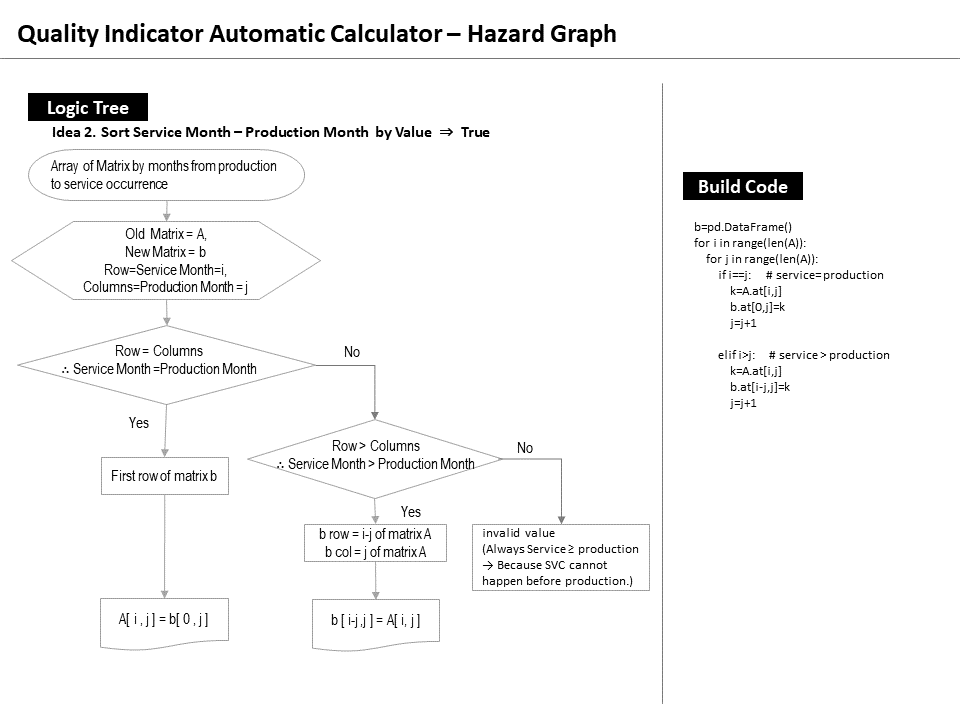 Quality Indicator Automatic Calculator – Hazard Graph
Logic Tree
Idea 2. Sort Service Month – Production Month by Value ⇒ True
Array of Matrix by months from production
to service occurrence
Old Matrix = A,
New Matrix = b
Row=Service Month=i,
Columns=Production Month = j
Row = Columns
∴ Service Month =Production Month
No
Yes
Row > Columns
∴ Service Month > Production Month
No
First row of matrix b
Yes
b row = i-j of matrix A
b col = j of matrix A
invalid value
(Always Service ≥ production
→ Because SVC cannot
happen before production.)
A[ i , j ] = b[ 0 , j ]
b [ i-j,j ] = A[ i, j ]
Build Code
b=pd.DataFrame()
for i in range(len(A)):
for j in range(len(A)):
if i==j: # service=production
k=A.at[i,j]
b.at[0,j]=k
j=j+1
elif i>j: # service > production
k=A.at[i,j]
b.at[i-j,j]=k
j=j+1